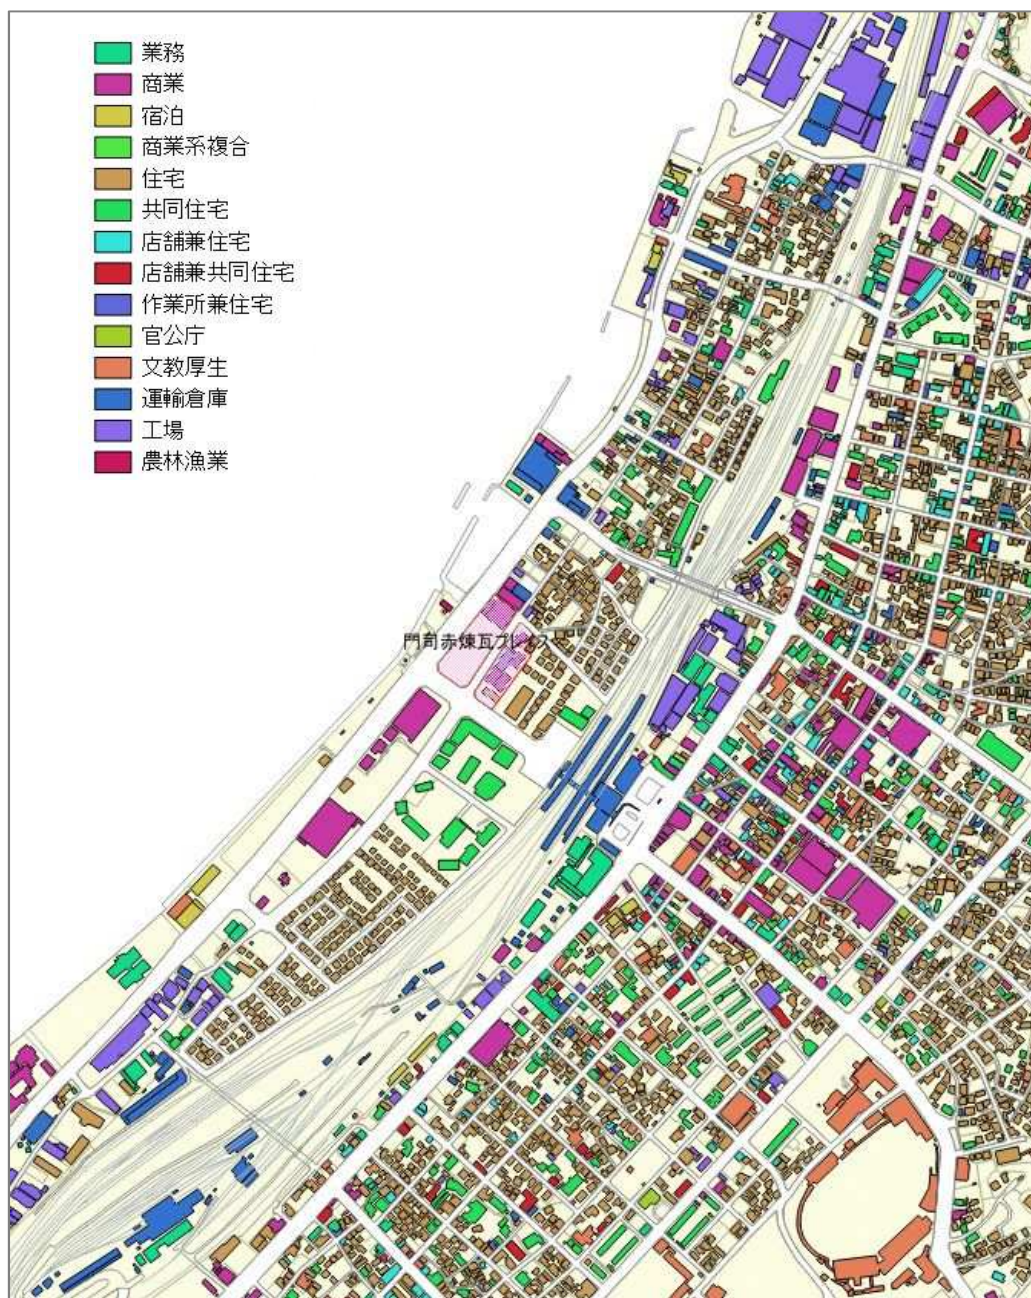 業務
商業
宿泊
商業系複合
住宅
共同住宅
店舗兼住宅
店舗兼共同住宅
作業所兼住宅
官公庁
文教厚生
運輸倉庫
工場
農林漁業
門司赤煉瓦プレイス